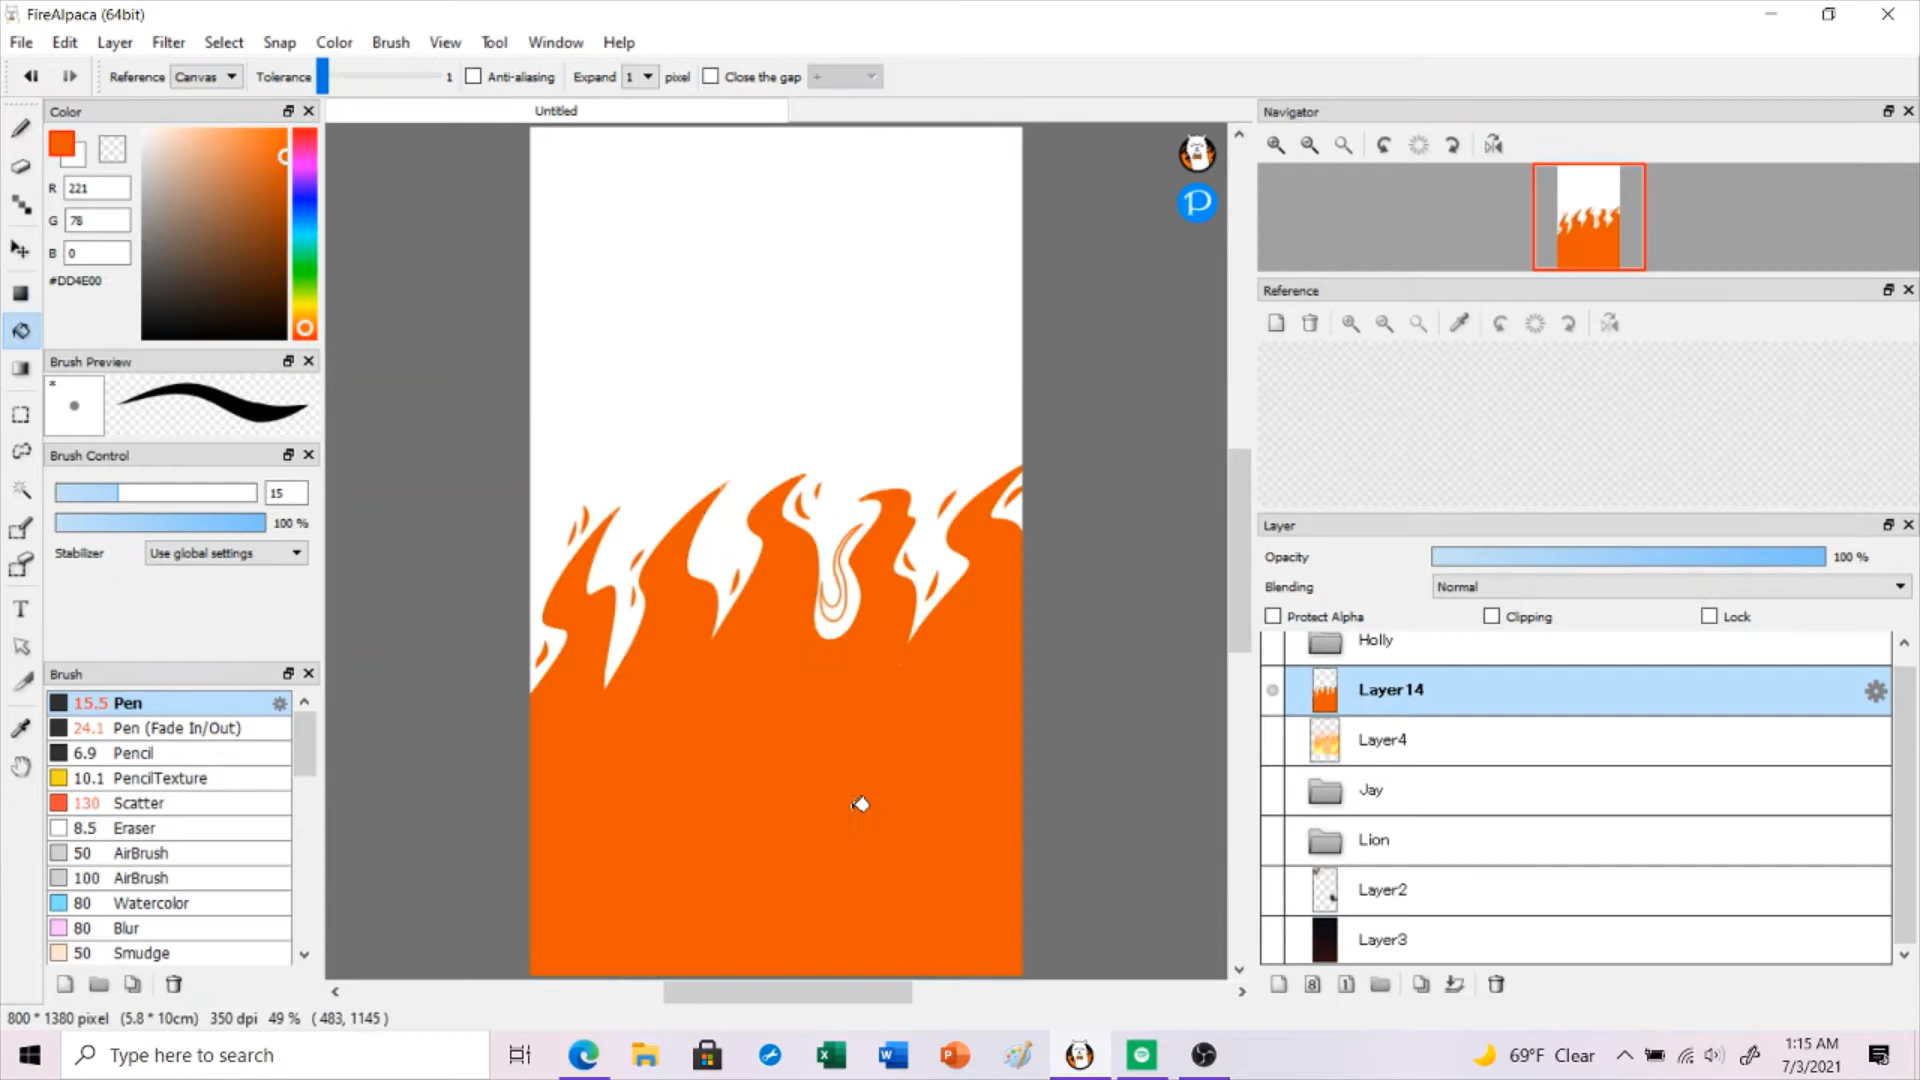 FireAlpaca (64bit)
File Edit Layer Filter Select Snap Color Brush View Tool Window Help
Reference Canvas Tolerance 1 Anti-aliasing Expand 1 pixel Close the gap +
Color
Untitled
Navigator
R 221
G 78
B 0
#DD4E00
Reference
Brush Preview
*
Brush Control
15
100 %
Stabilizer Use global settings
Layer
Opacity 100 %
Blending Normal
Protect Alpha Clipping Lock
Holly
Layer14
Layer4
Jay
Lion
Layer2
Layer3
Brush
15.5 Pen
24.1 Pen (Fade In/Out)
6.9 Pencil
10.1 PencilTexture
130 Scatter
8.5 Eraser
50 AirBrush
100 AirBrush
80 Watercolor
80 Blur
50 Smudge
8 1
800 * 1380 pixel (5.8 * 10cm) 350 dpi 49 % ( 483, 1145 )
Type here to search
69°F Clear
1:15 AM
7/3/2021